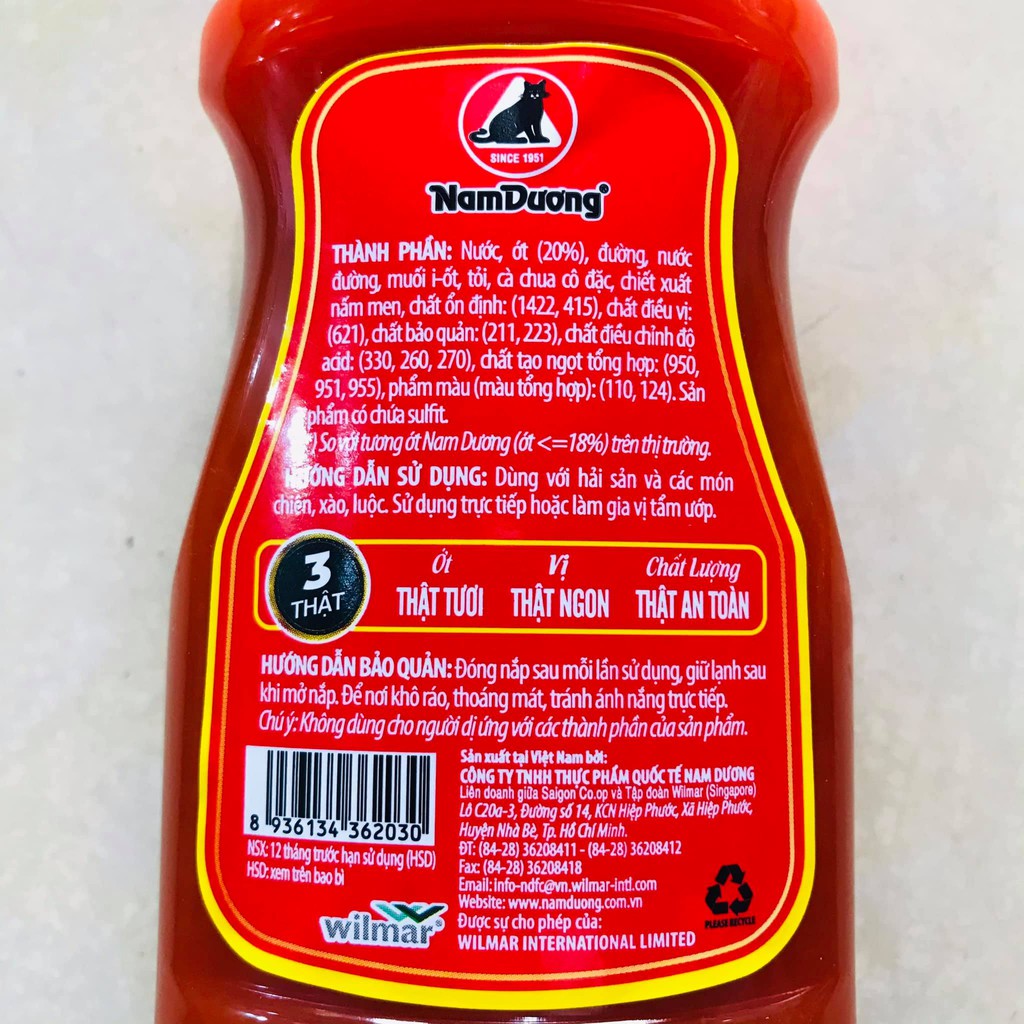 SINCE 1951
NamDương®
THÀNH PHẦN: Nước, ớt (20%), đường, nước
đường, muối i-ốt, tỏi, cà chua cô đặc, chiết xuất
nấm men, chất ổn định: (1422, 415), chất điều vị:
(621), chất bảo quản: (211, 223), chất điều chỉnh độ
acid: (330, 260, 270), chất tạo ngọt tổng hợp: (950,
951, 955), phẩm màu (màu tổng hợp): (110, 124). Sản
phẩm có chứa sulfit.
) So với tương ớt Nam Dương (ớt <=18%) trên thị trường.
HƯỚNG DẪN SỬ DỤNG: Dùng với hải sản và các món
chiên, xào, luộc. Sử dụng trực tiếp hoặc làm gia vị tẩm ướp.
3 THẬT
Ớt THẬT TƯƠI
Vị THẬT NGON
Chất Lượng THẬT AN TOÀN
HƯỚNG DẪN BẢO QUẢN: Đóng nắp sau mỗi lần sử dụng, giữ lạnh sau
khi mở nắp. Để nơi khô ráo, thoáng mát, tránh ánh nắng trực tiếp.
Chú ý: Không dùng cho người dị ứng với các thành phần của sản phẩm.
8 936134 362030
NSX: 12 tháng trước hạn sử dụng (HSD)
HSD: xem trên bao bì
wilmar®
Sản xuất tại Việt Nam bởi:
CÔNG TY TNHH THỰC PHẨM QUỐC TẾ NAM DƯƠNG
Liên doanh giữa Saigon Co.op và Tập đoàn Wilmar (Singapore)
Lô C20a-3, Đường số 14, KCN Hiệp Phước, Xã Hiệp Phước,
Huyện Nhà Bè, Tp. Hồ Chí Minh.
ĐT: (84-28) 36208411 - (84-28) 36208412
Fax: (84-28) 36208418
Email: info-ndfc@vn.wilmar-intl.com
Website: www.namduong.com.vn
Được sự cho phép của:
WILMAR INTERNATIONAL LIMITED
PLEASE RECYCLE